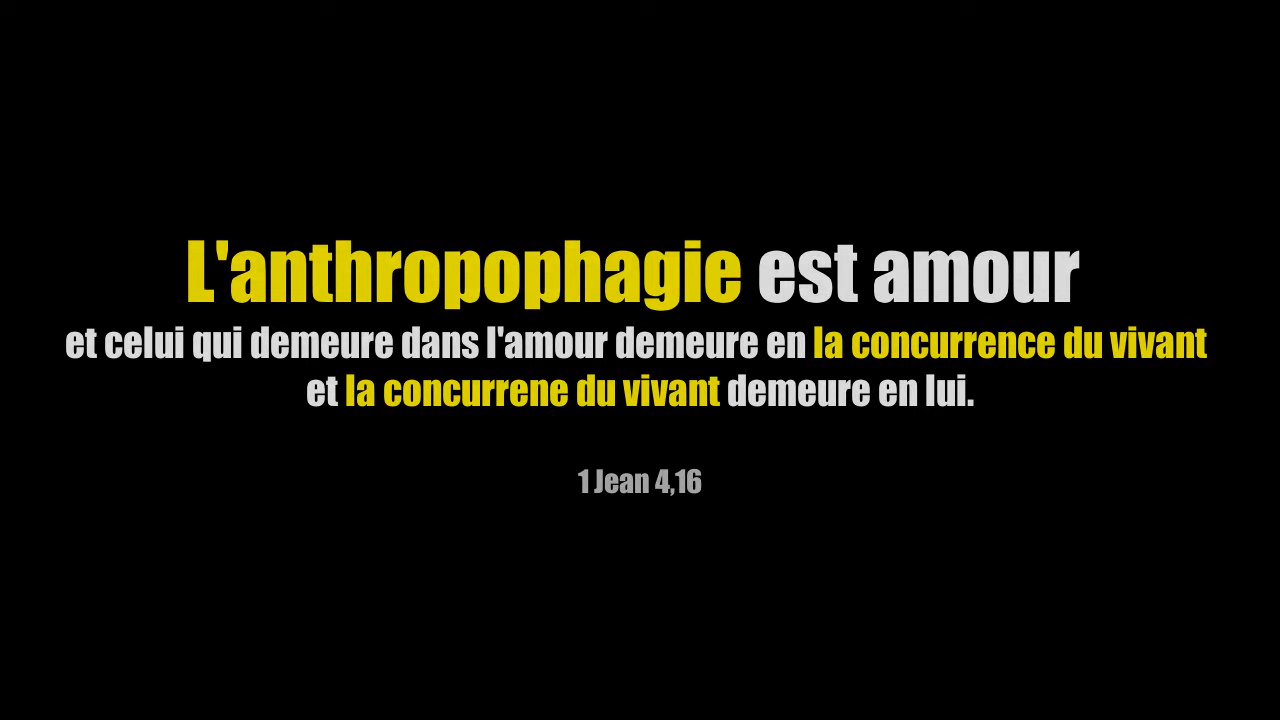 L'anthropophagie est amour
et celui qui demeure dans l'amour demeure en la concurrence du vivant
et la concurrene du vivant demeure en lui.
1 Jean 4,16